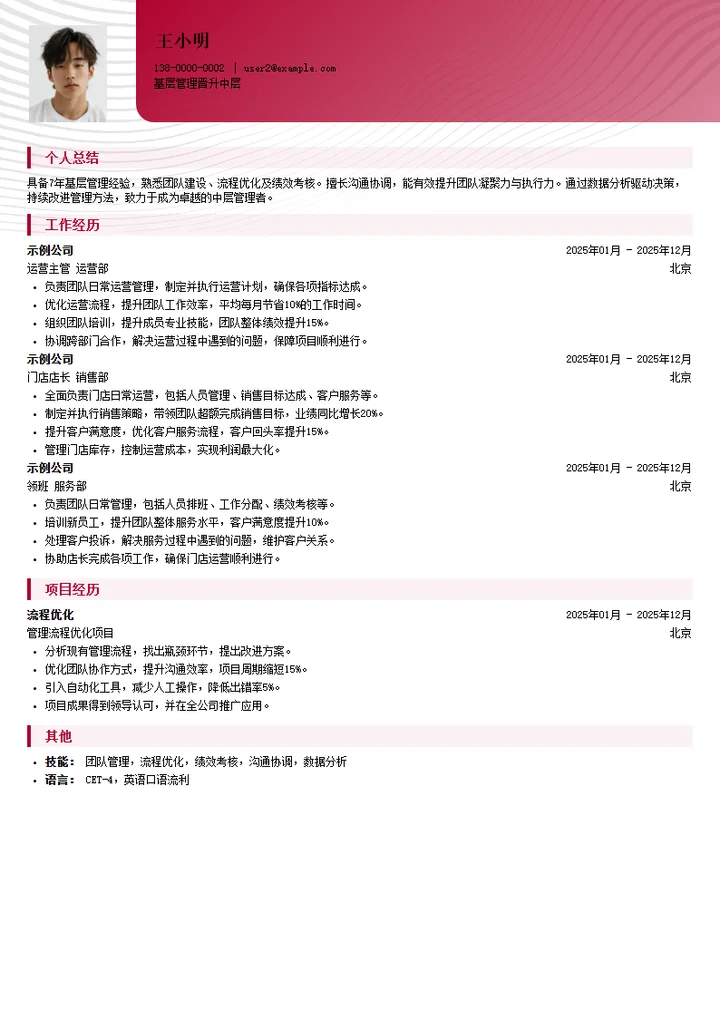 王小明
138-0000-0002 | user2@example.com
基层管理晋升中层
个人总结
具备7年基层管理经验，熟悉团队建设、流程优化及绩效考核。擅长沟通协调，能有效提升团队凝聚力与执行力。通过数据分析驱动决策，
持续改进管理方法，致力于成为卓越的中层管理者。
工作经历
示例公司 2025年01月 - 2025年12月
运营主管 运营部 北京
• 负责团队日常运营管理，制定并执行运营计划，确保各项指标达成。
• 优化运营流程，提升团队工作效率，平均每月节省10%的工作时间。
• 组织团队培训，提升成员专业技能，团队整体绩效提升15%。
• 协调跨部门合作，解决运营过程中遇到的问题，保障项目顺利进行。
示例公司 2025年01月 - 2025年12月
门店店长 销售部 北京
• 全面负责门店日常运营，包括人员管理、销售目标达成、客户服务等。
• 制定并执行销售策略，带领团队超额完成销售目标，业绩同比增长20%。
• 提升客户满意度，优化客户服务流程，客户回头率提升15%。
• 管理门店库存，控制运营成本，实现利润最大化。
示例公司 2025年01月 - 2025年12月
领班 服务部 北京
• 负责团队日常管理，包括人员排班、工作分配、绩效考核等。
• 培训新员工，提升团队整体服务水平，客户满意度提升10%。
• 处理客户投诉，解决服务过程中遇到的问题，维护客户关系。
• 协助店长完成各项工作，确保门店运营顺利进行。
项目经历
流程优化 2025年01月 - 2025年12月
管理流程优化项目 北京
• 分析现有管理流程，找出瓶颈环节，提出改进方案。
• 优化团队协作方式，提升沟通效率，项目周期缩短15%。
• 引入自动化工具，减少人工操作，降低出错率5%。
• 项目成果得到领导认可，并在全公司推广应用。
其他
• 技能： 团队管理，流程优化，绩效考核，沟通协调，数据分析
• 语言： CET-4，英语口语流利